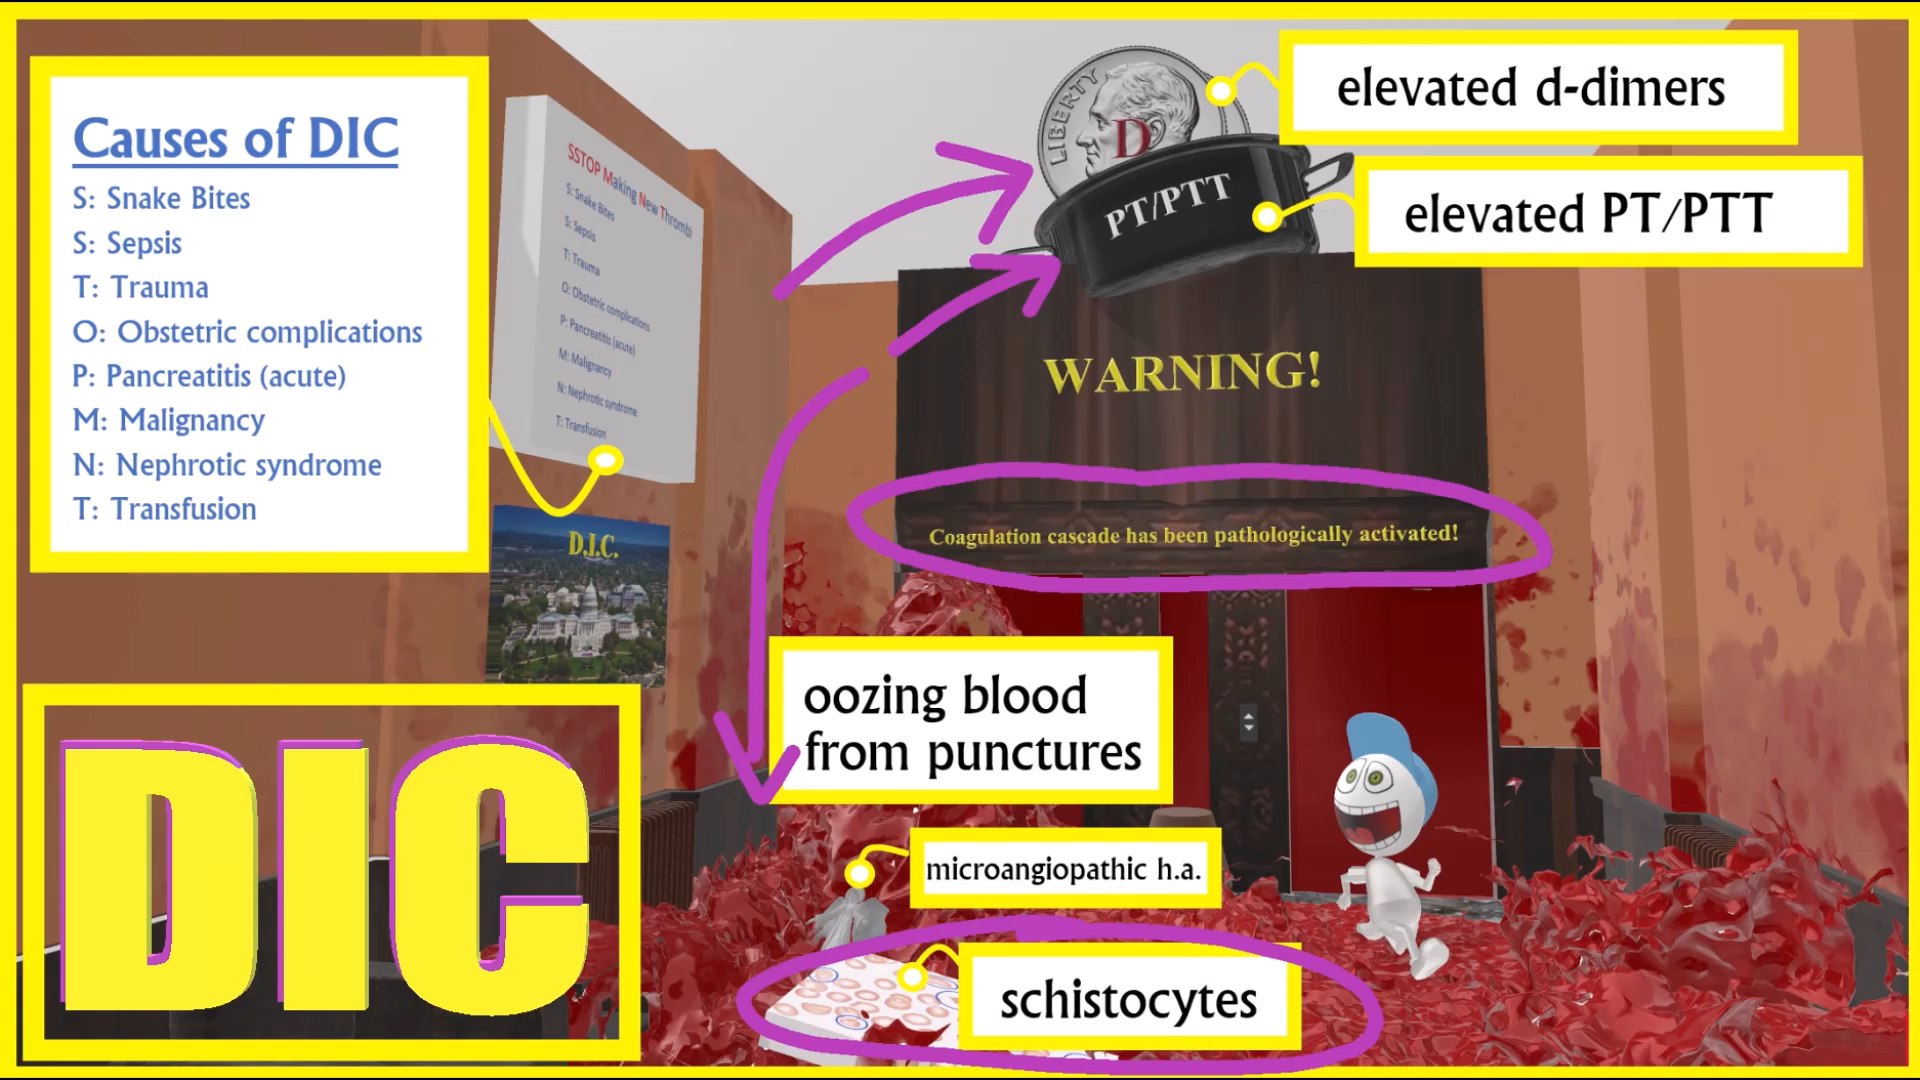 Causes of DIC
S: Snake Bites
S: Sepsis
T: Trauma
O: Obstetric complications
P: Pancreatitis (acute)
M: Malignancy
N: Nephrotic syndrome
T: Transfusion
SSTOP Making New Thrombi
S: Snake Bites
S: Sepsis
T: Trauma
O: Obstetric complications
P: Pancreatitis (acute)
M: Malignancy
N: Nephrotic syndrome
T: Transfusion
D.I.C.
LIBERTY
D
PT/PTT
elevated d-dimers
elevated PT/PTT
WARNING!
Coagulation cascade has been pathologically activated!
oozing blood
from punctures
microangiopathic h.a.
schistocytes
DIC